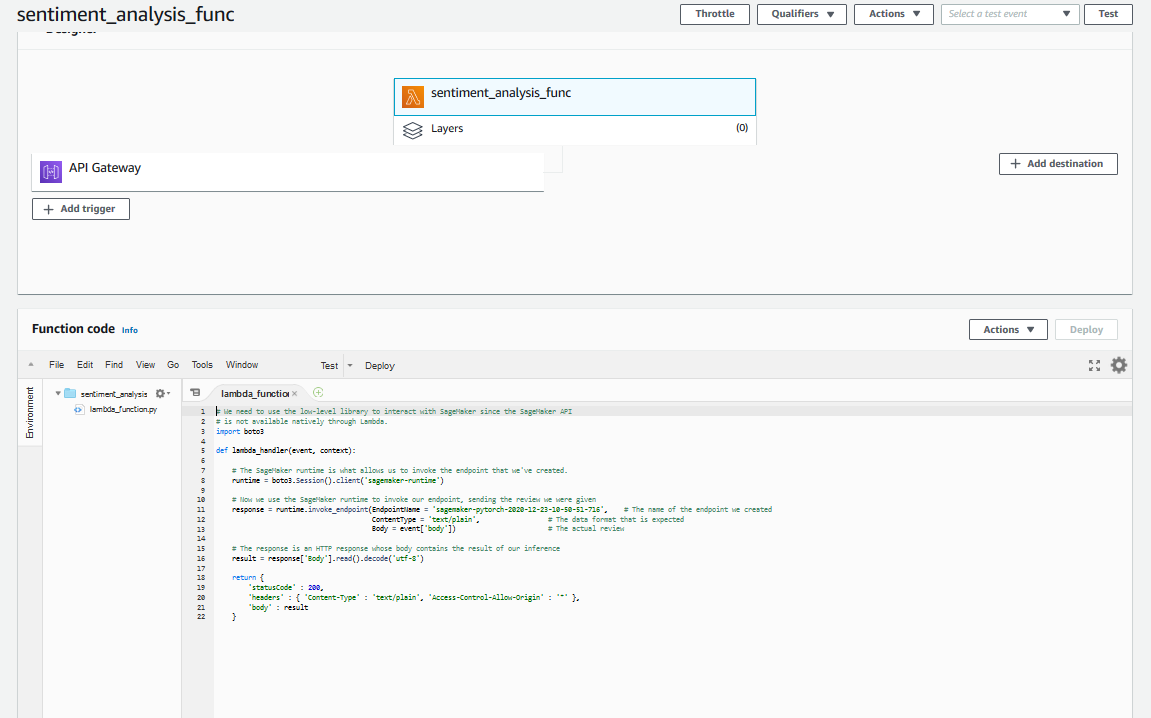 sentiment_analysis_func
Throttle
Qualifiers
Actions
Select a test event
Test
Designer
sentiment_analysis_func
Layers
(0)
API Gateway
Add destination
Add trigger
Function code Info
Actions
Deploy
File Edit Find View Go Tools Window Test Deploy
Environment
sentiment_analysis
lambda_function.py
lambda_function
1 # We need to use the low-level library to interact with SageMaker since the SageMaker API
2 # is not available natively through Lambda.
3 import boto3
4
5 def lambda_handler(event, context):
6
7 # The SageMaker runtime is what allows us to invoke the endpoint that we've created.
8 runtime = boto3.Session().client('sagemaker-runtime')
9
10 # Now we use the SageMaker runtime to invoke our endpoint, sending the review we were given
11 response = runtime.invoke_endpoint(EndpointName = 'sagemaker-pytorch-2020-12-23-10-50-51-716', # The name of the endpoint we created
12 ContentType = 'text/plain', # The data format that is expected
13 Body = event['body']) # The actual review
14
15 # The response is an HTTP response whose body contains the result of our inference
16 result = response['Body'].read().decode('utf-8')
17
18 return {
19 'statusCode' : 200,
20 'headers' : { 'Content-Type' : 'text/plain', 'Access-Control-Allow-Origin' : '*' },
21 'body' : result
22 }